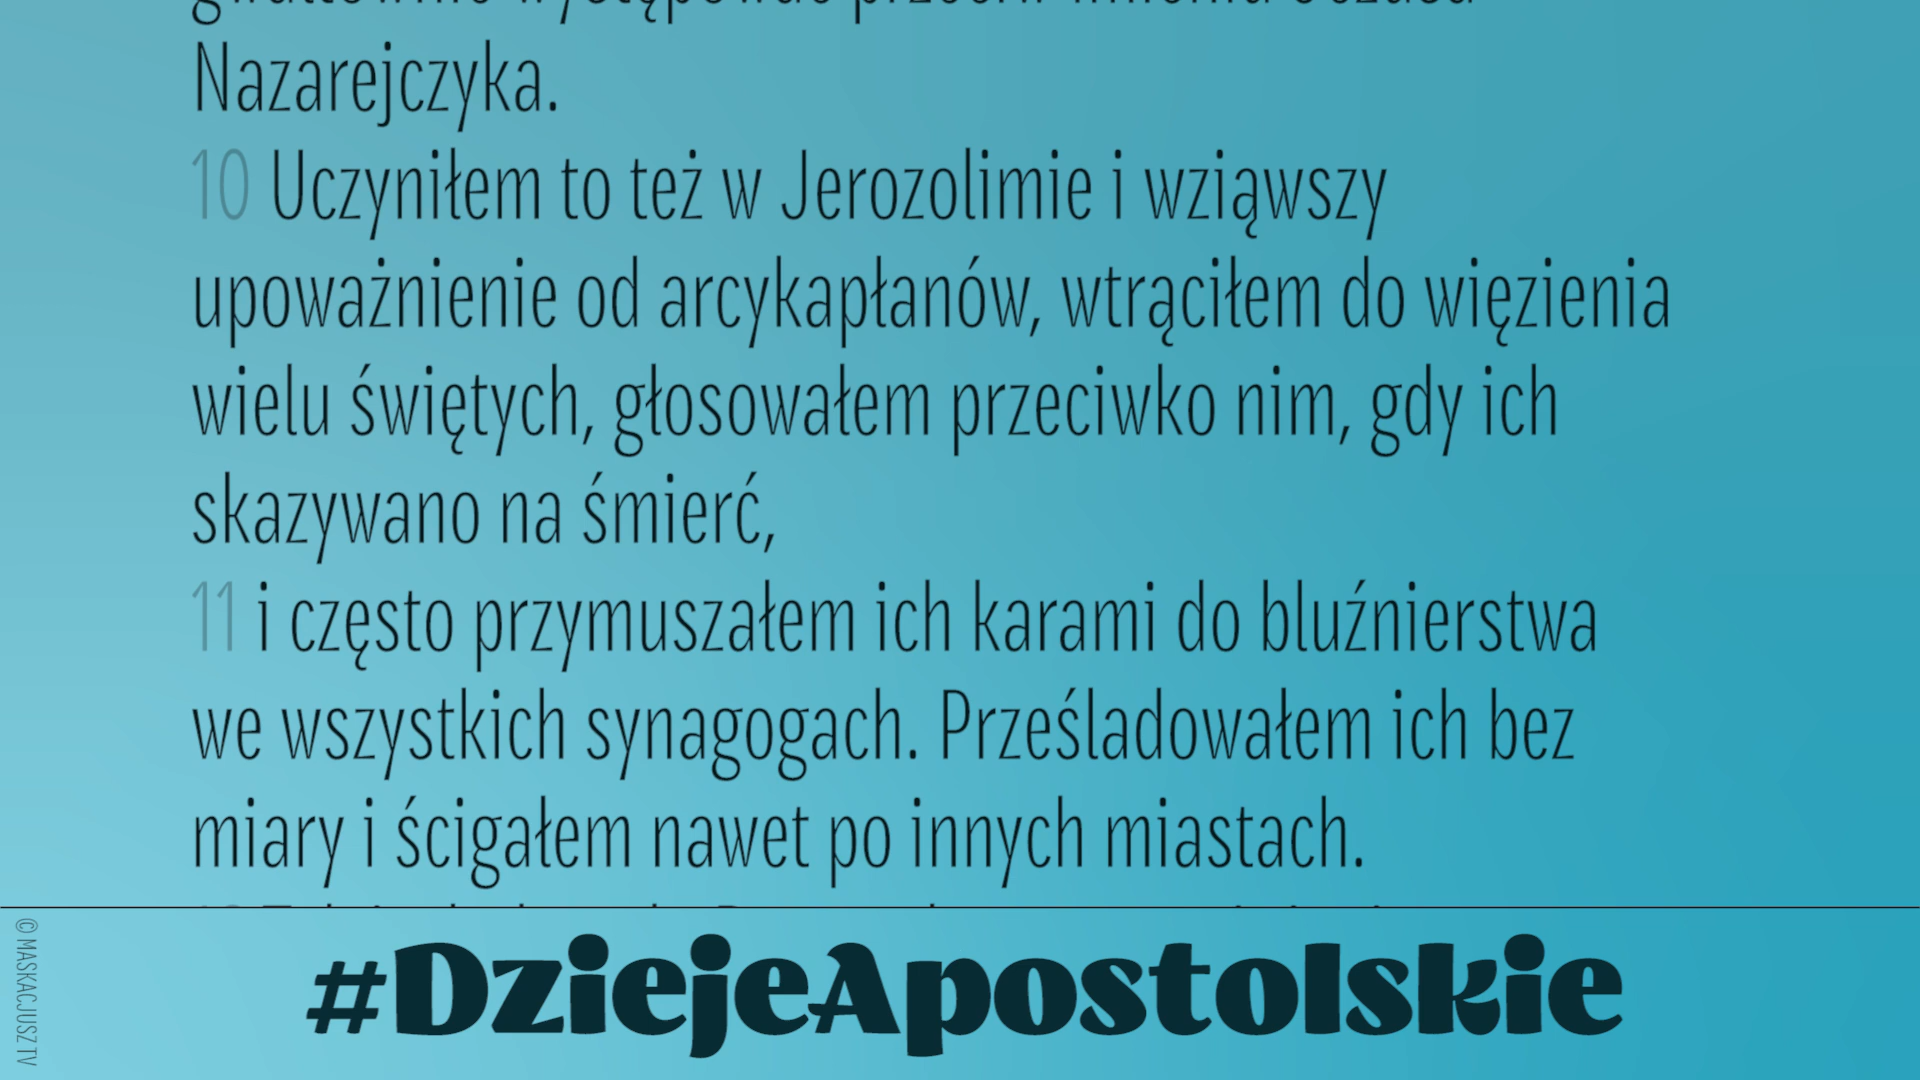 Nazarejczyka.
10 Uczyniłem to też w Jerozolimie i wziąwszy
upoważnienie od arcykapłanów, wtrąciłem do więzienia
wielu świętych, głosowałem przeciwko nim, gdy ich
skazywano na śmierć,
11 i często przymuszałem ich karami do bluźnierstwa
we wszystkich synagogach. Prześladowałem ich bez
miary i ścigałem nawet po innych miastach.
#DziejeApostolskie
© MASKACJUSZ TV